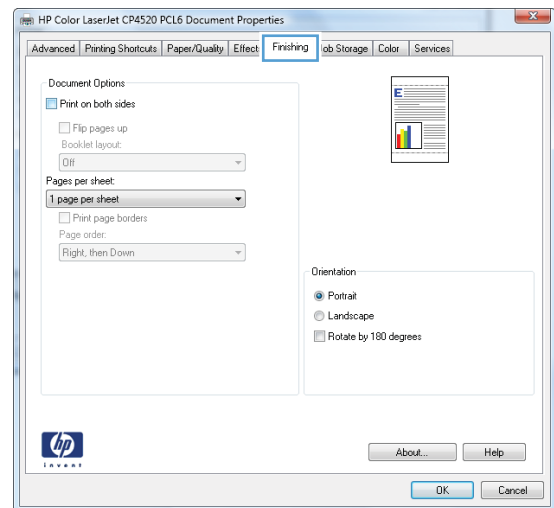 HP Color LaserJet CP4520 PCL6 Document Properties
Advanced Printing Shortcuts Paper/Quality Effect Finishing ob Storage Color Services
Document Options
Print on both sides
Flip pages up
Booklet layout:
Off
Pages per sheet:
1 page per sheet
Print page borders
Page order:
Right, then Down
E
Orientation
Portrait
Landscape
Rotate by 180 degrees
hp
invent
About... Help
OK Cancel